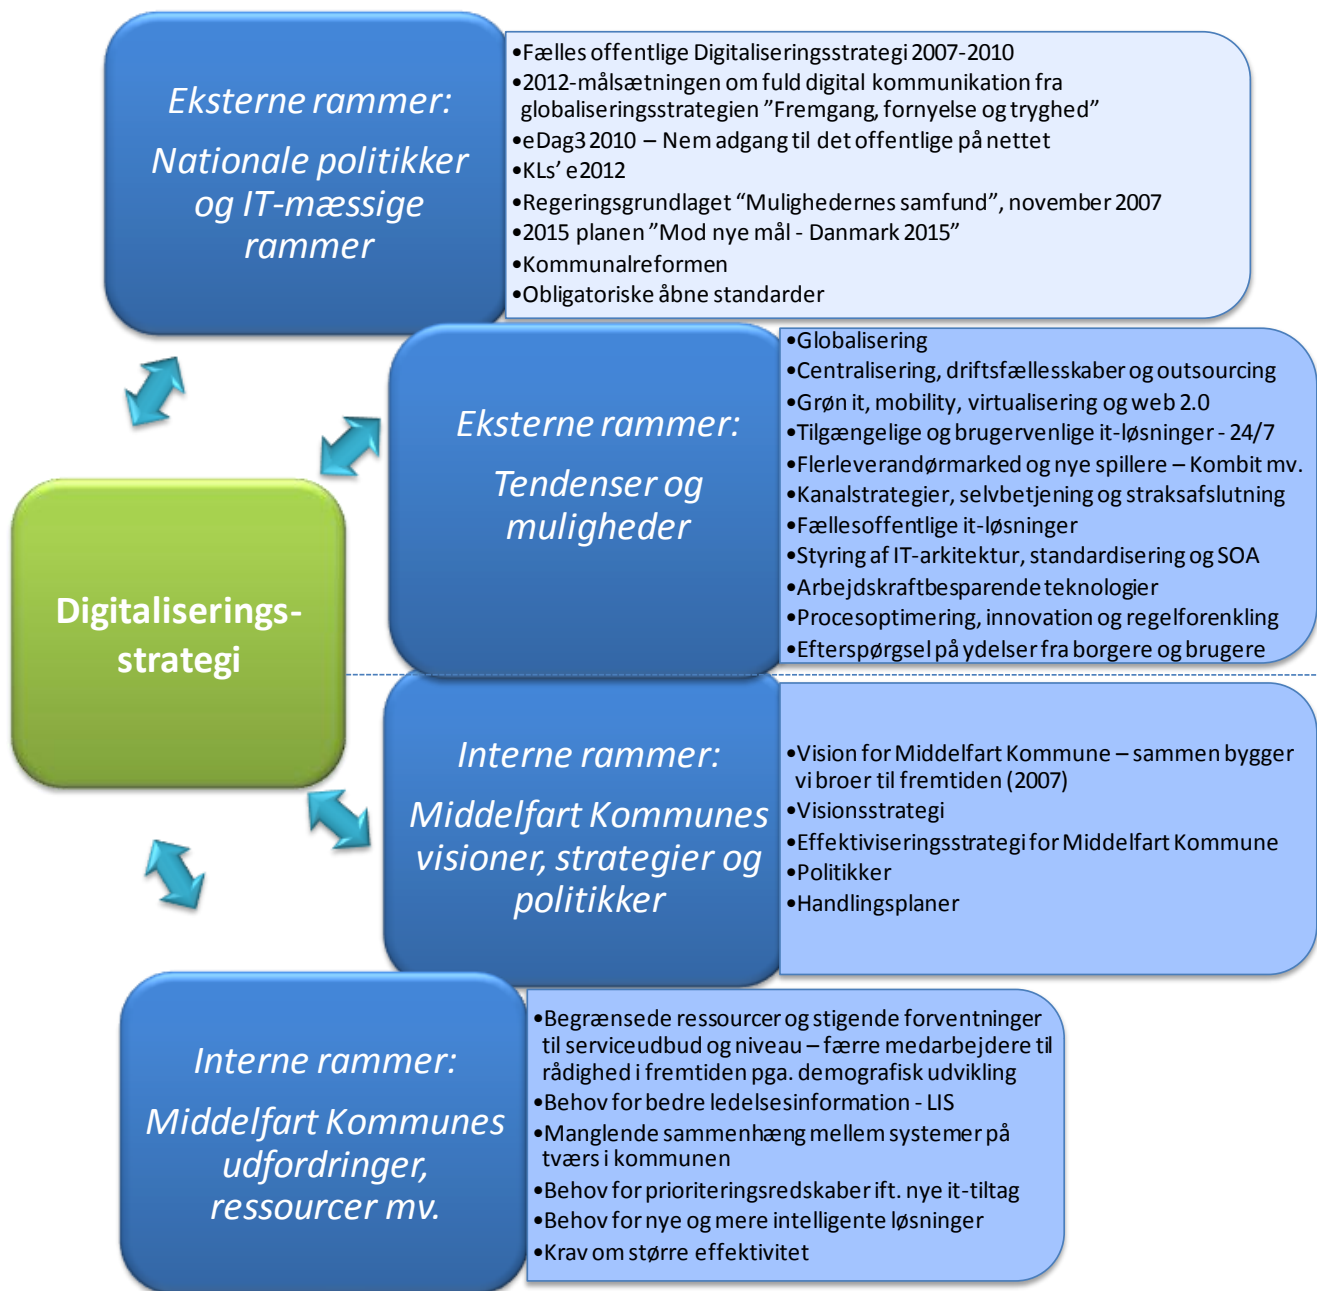 Eksterne rammer:
Nationale politikker
og IT-mæssige
rammer
•Fælles offentlige Digitaliseringsstrategi 2007-2010
•2012-målsætningen om fuld digital kommunikation fra
globaliseringsstrategien ”Fremgang, fornyelse og tryghed”
•eDag3 2010 – Nem adgang til det offentlige på nettet
•KLs’ e2012
•Regeringsgrundlaget “Mulighedernes samfund”, november 2007
•2015 planen ”Mod nye mål - Danmark 2015”
•Kommunalreformen
•Obligatoriske åbne standarder
Eksterne rammer:
Tendenser og
muligheder
•Globalisering
•Centralisering, driftsfællesskaber og outsourcing
•Grøn it, mobility, virtualisering og web 2.0
•Tilgængelige og brugervenlige it-løsninger - 24/7
•Flerleverandørmarked og nye spillere – Kombit mv.
•Kanalstrategier, selvbetjening og straksafslutning
•Fællesoffentlige it-løsninger
•Styring af IT-arkitektur, standardisering og SOA
•Arbejdskraftbesparende teknologier
•Procesoptimering, innovation og regelforenkling
•Efterspørgsel på ydelser fra borgere og brugere
Digitaliserings-
strategi
Interne rammer:
Middelfart Kommunes
visioner, strategier og
politikker
•Vision for Middelfart Kommune – sammen bygger
vi broer til fremtiden (2007)
•Visionsstrategi
•Effektiviseringsstrategi for Middelfart Kommune
•Politikker
•Handlingsplaner
Interne rammer:
Middelfart Kommunes
udfordringer,
ressourcer mv.
•Begrænsede ressourcer og stigende forventninger
til serviceudbud og niveau – færre medarbejdere til
rådighed i fremtiden pga. demografisk udvikling
•Behov for bedre ledelsesinformation - LIS
•Manglende sammenhæng mellem systemer på
tværs i kommunen
•Behov for prioriteringsredskaber ift. nye it-tiltag
•Behov for nye og mere intelligente løsninger
•Krav om større effektivitet